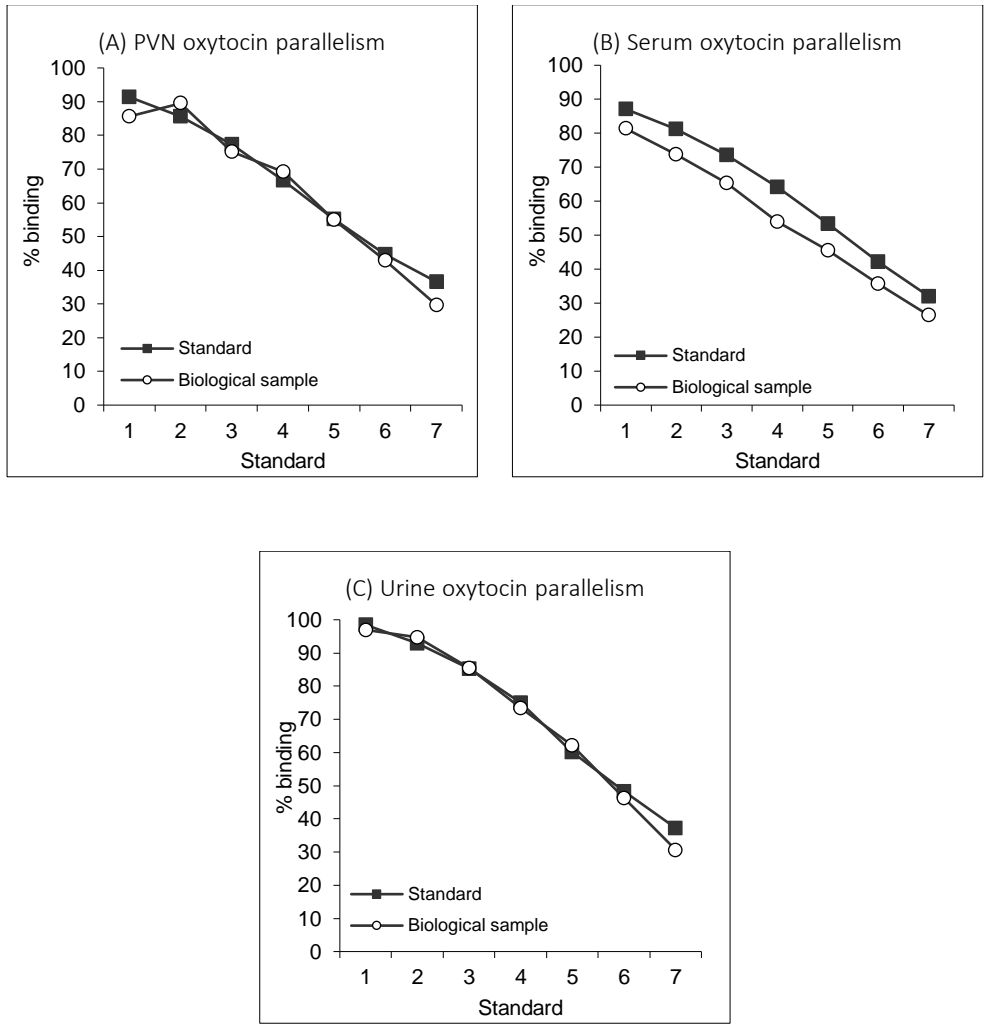 (A) PVN oxytocin parallelism
100
90
80
70
60
50
40
30
20
10
0
% binding
Standard
Biological sample
1 2 3 4 5 6 7
Standard
(B) Serum oxytocin parallelism
100
90
80
70
60
50
40
30
20
10
0
% binding
Standard
Biological sample
1 2 3 4 5 6 7
Standard
(C) Urine oxytocin parallelism
100
90
80
70
60
50
40
30
20
10
0
% binding
Standard
Biological sample
1 2 3 4 5 6 7
Standard